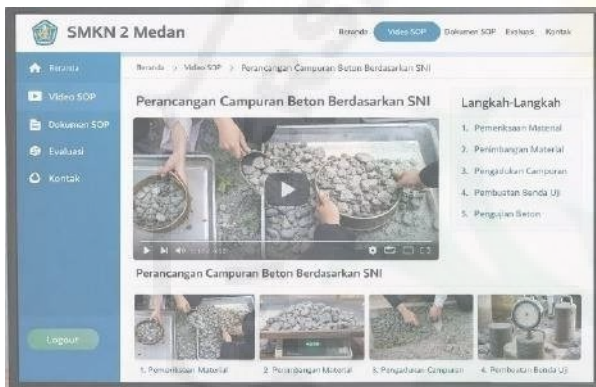 SMKN 2 Medan
Beranda Video SOP Dokumen SOP Evaluasi Kontak
Beranda > Video SOP > Perancangan Campuran Beton Berdasarkan SNI
Beranda
Video SOP
Dokumen SOP
Evaluasi
Kontak
Logout
Perancangan Campuran Beton Berdasarkan SNI
Langkah-Langkah
1. Pemeriksaan Material
2. Penimbangan Material
3. Pengadukan Campuran
4. Pembuatan Benda Uji
5. Pengujian Beton
Perancangan Campuran Beton Berdasarkan SNI
1. Pemeriksaan Material
2. Penimbangan Material
3. Pengadukan Campuran
4. Pembuatan Benda Uji